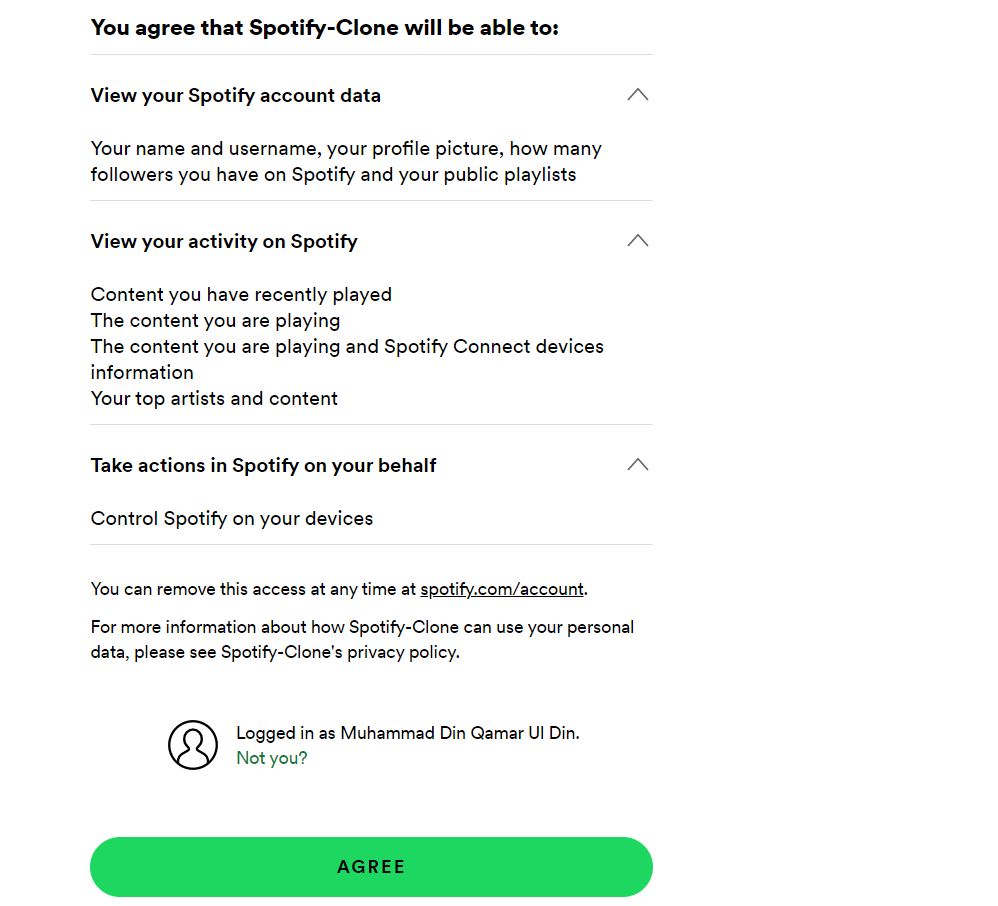 You agree that Spotify-Clone will be able to:
View your Spotify account data
Your name and username, your profile picture, how many
followers you have on Spotify and your public playlists
View your activity on Spotify
Content you have recently played
The content you are playing
The content you are playing and Spotify Connect devices
information
Your top artists and content
Take actions in Spotify on your behalf
Control Spotify on your devices
You can remove this access at any time at spotify.com/account.
For more information about how Spotify-Clone can use your personal
data, please see Spotify-Clone's privacy policy.
Logged in as Muhammad Din Qamar Ul Din.
Not you?
AGREE